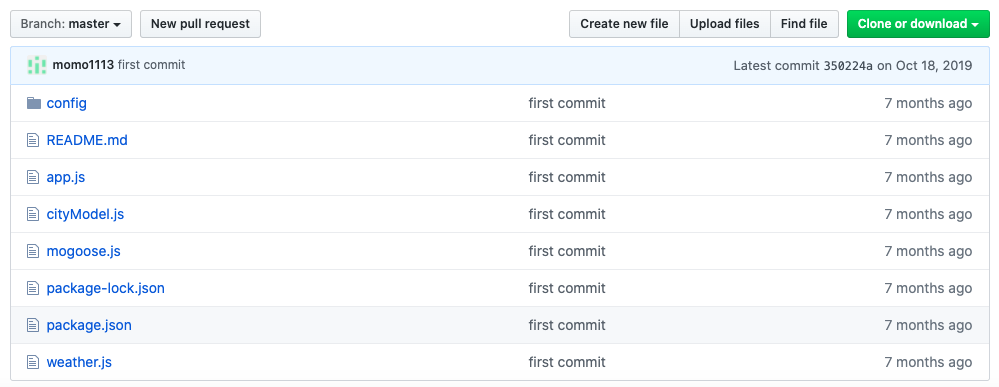 Branch: master New pull request Create new file Upload files Find file Clone or download
momo1113 first commit Latest commit 350224a on Oct 18, 2019
config first commit 7 months ago
README.md first commit 7 months ago
app.js first commit 7 months ago
cityModel.js first commit 7 months ago
mogoose.js first commit 7 months ago
package-lock.json first commit 7 months ago
package.json first commit 7 months ago
weather.js first commit 7 months ago